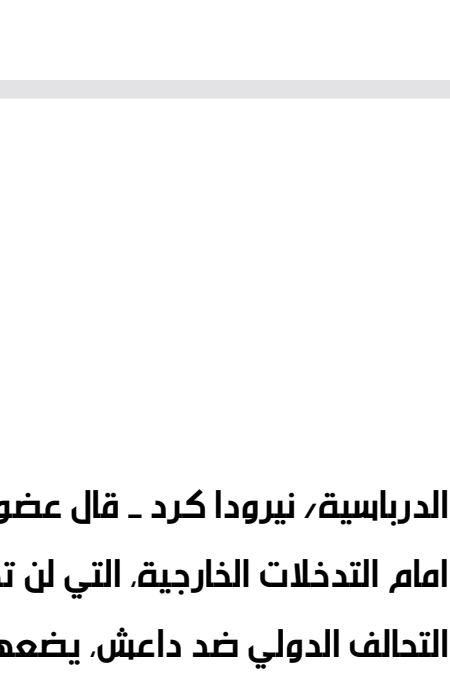 الدرباسية/ نيرودا كرد ـ قال عضو
امام التدخلات الخارجية، التي لن
التحالف الدولي ضد داعش، يضعه